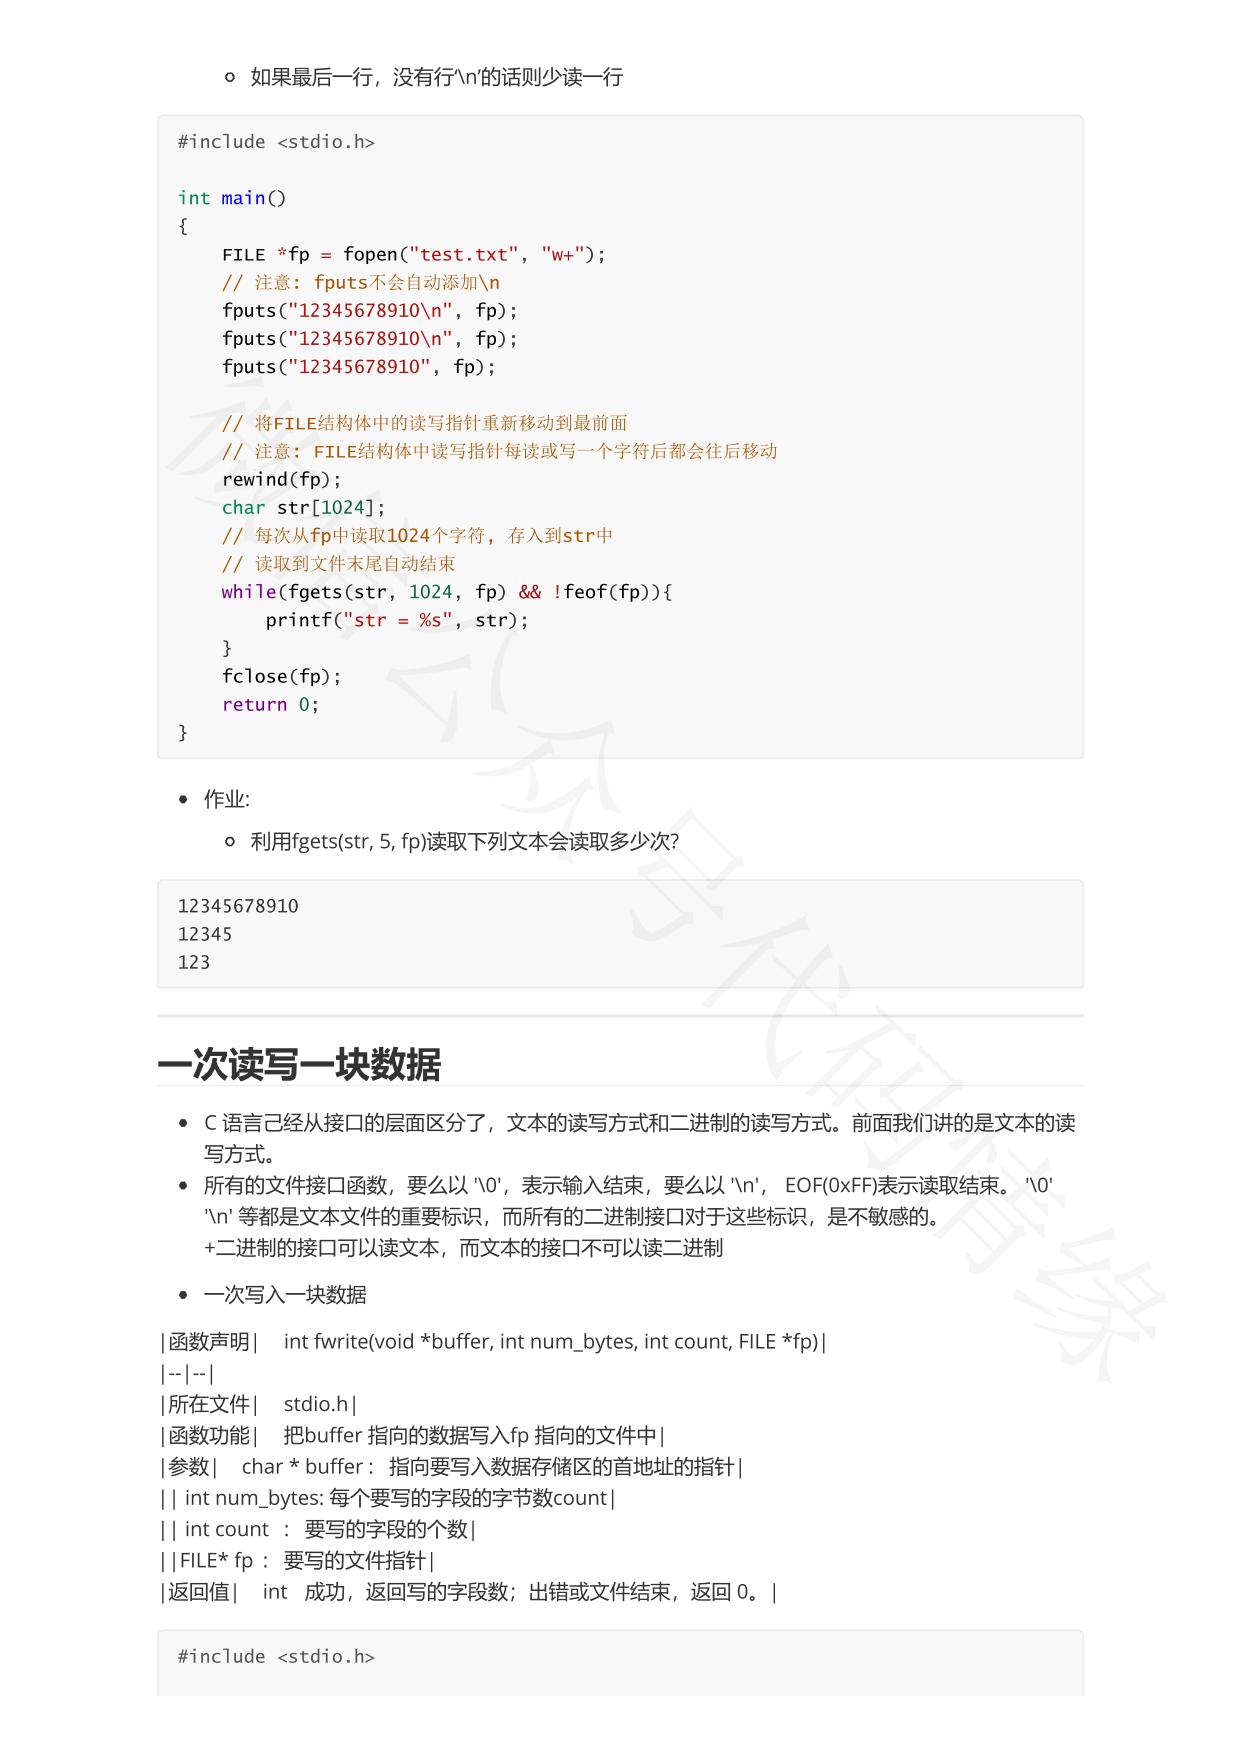 如果最后一行，没有行‘\n’的话则少读一行
#include <stdio.h>
int main()
{
    FILE *fp = fopen("test.txt", "w+");
    // 注意: fputs不会自动添加\n
    fputs("12345678910\n", fp);
    fputs("12345678910\n", fp);
    fputs("12345678910", fp);
    // 将FILE结构体中的读写指针重新移动到最前面
    // 注意: FILE结构体中读写指针每读或写一个字符后都会往后移动
    rewind(fp);
    char str[1024];
    // 每次从fp中读取1024个字符, 存入到str中
    // 读取到文件末尾自动结束
    while(fgets(str, 1024, fp) && !feof(fp)){
        printf("str = %s", str);
    }
    fclose(fp);
    return 0;
}
作业:
利用fgets(str, 5, fp)读取下列文本会读取多少次?
12345678910
12345
123
一次读写一块数据
C 语言己经从接口的层面区分了，文本的读写方式和二进制的读写方式。前面我们讲的是文本的读
写方式。
所有的文件接口函数，要么以 '\0'，表示输入结束，要么以 '\n'， EOF(0xFF)表示读取结束。 '\0'
'\n' 等都是文本文件的重要标识，而所有的二进制接口对于这些标识，是不敏感的。
+二进制的接口可以读文本，而文本的接口不可以读二进制
一次写入一块数据
|函数声明| int fwrite(void *buffer, int num_bytes, int count, FILE *fp)|
|--|--|
|所在文件| stdio.h|
|函数功能| 把buffer 指向的数据写入fp 指向的文件中|
|参数| char * buffer : 指向要写入数据存储区的首地址的指针|
|| int num_bytes: 每个要写的字段的字节数count|
|| int count : 要写的字段的个数|
||FILE* fp : 要写的文件指针|
|返回值| int 成功，返回写的字段数；出错或文件结束，返回 0。|
#include <stdio.h>
微信公众号代码情缘